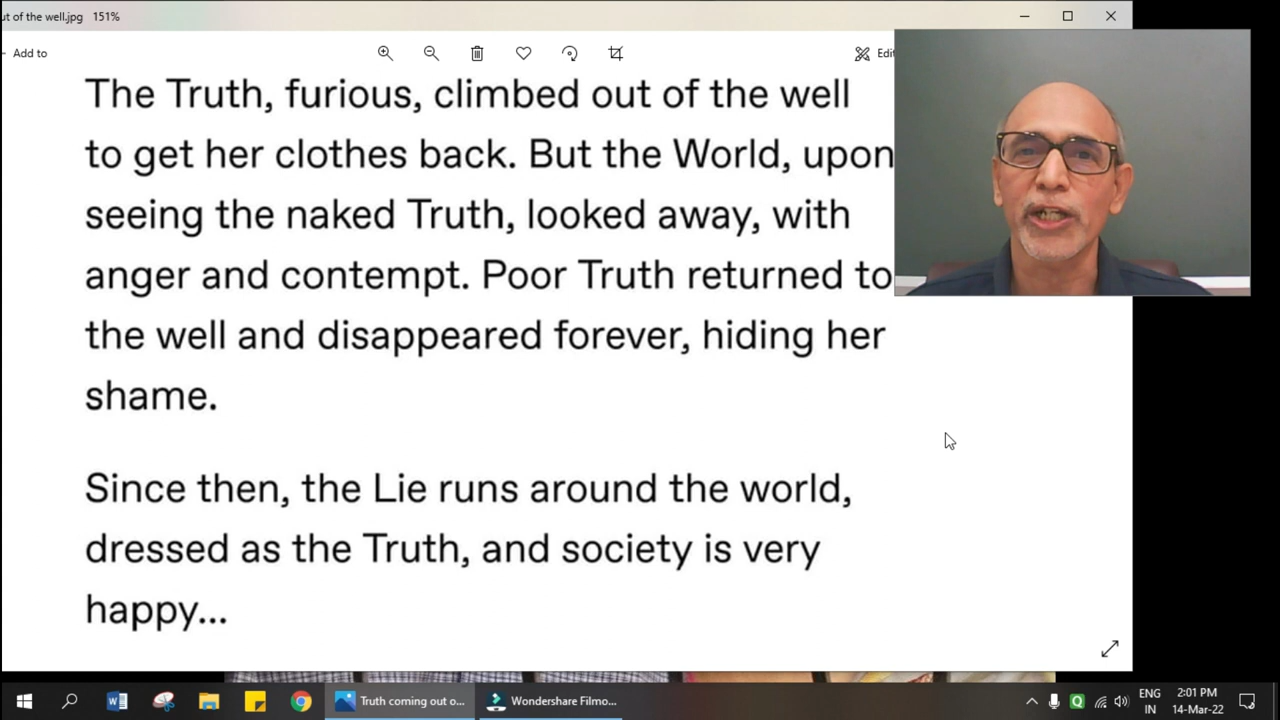 ut of the well.jpg 151%
Add to
Edi
The Truth, furious, climbed out of the well
to get her clothes back. But the World, upon
seeing the naked Truth, looked away, with
anger and contempt. Poor Truth returned to
the well and disappeared forever, hiding her
shame.
Since then, the Lie runs around the world,
dressed as the Truth, and society is very
happy...
Truth coming out o...
Wondershare Filmo...
ENG
IN
2:01 PM
14-Mar-22